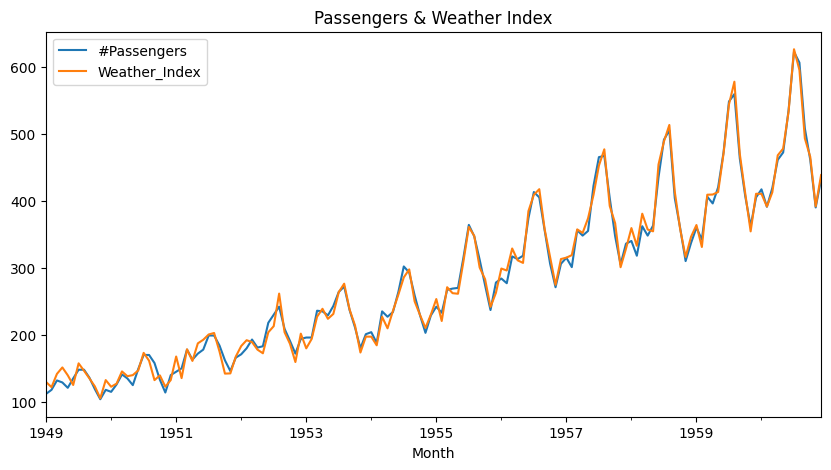 Passengers & Weather Index
#Passengers
Weather_Index
600
500
400
300
200
100
1949 1951 1953 1955 1957 1959
Month